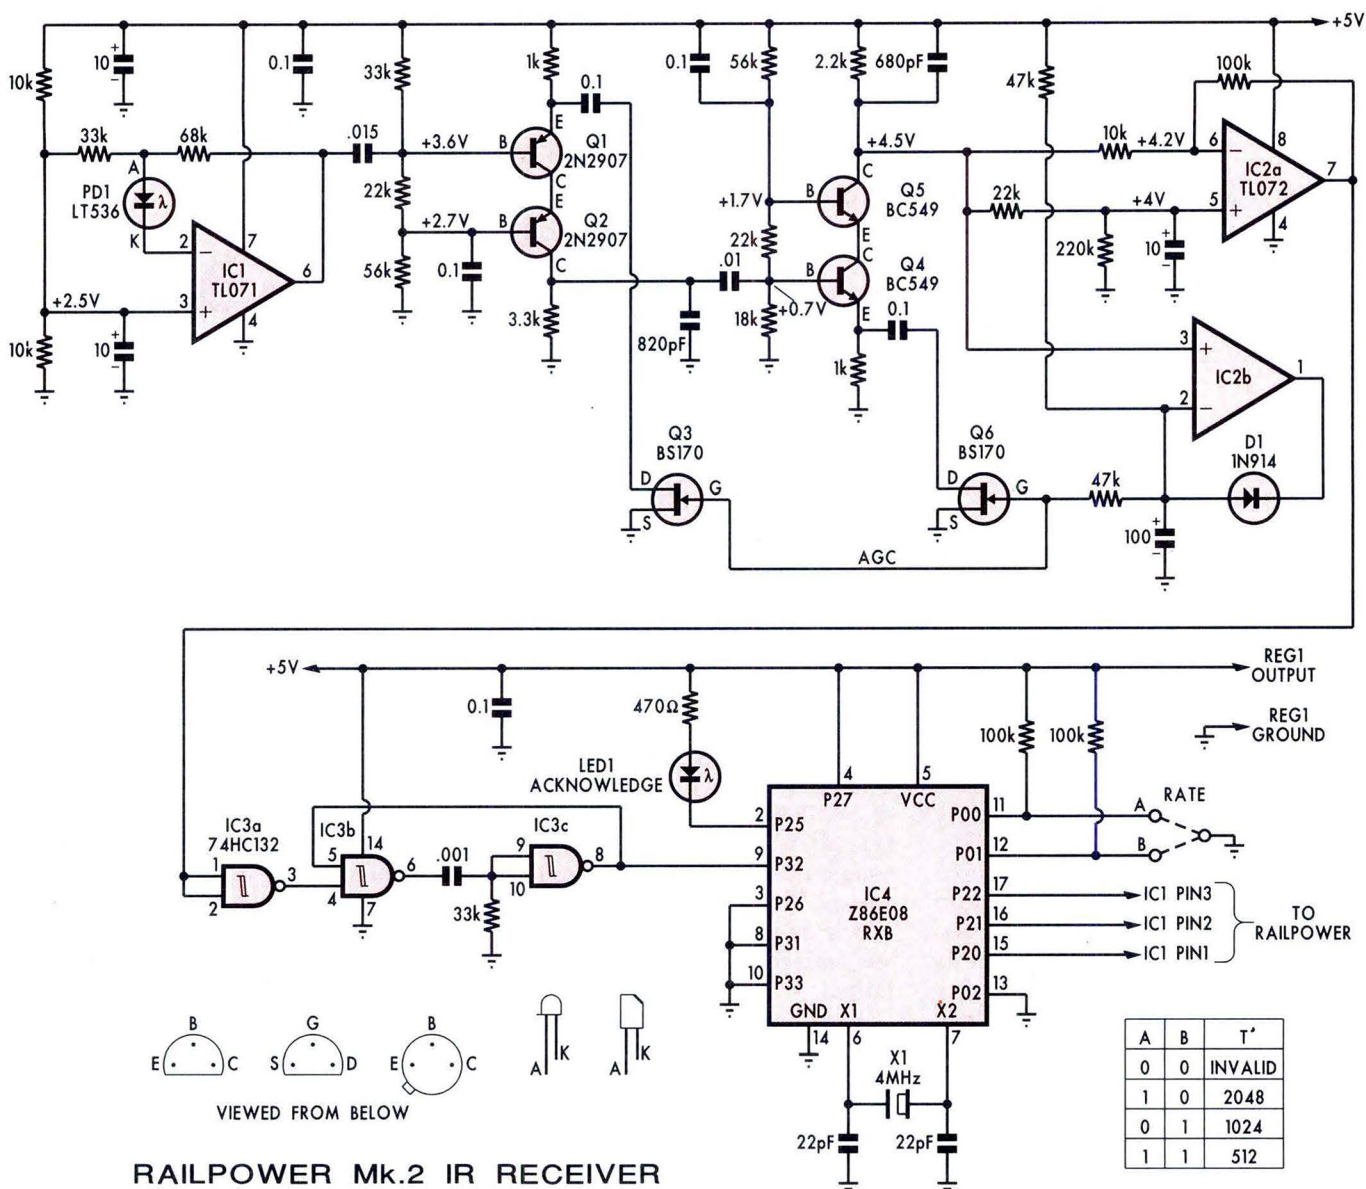 +5V
10k
10
+
−
0.1
33k
1k
0.1
0.1
56k
2.2k
680pF
47k
100k
33k
68k
.015
+3.6V
B
E
Q1
2N2907
C
+4.5V
10k
+4.2V
6
−
8
IC2a
TL072
7
A
PD1
LT536
λ
K
22k
E
+1.7V
B
C
Q5
BC549
E
22k
+4V
5
+
4
+2.7V
B
Q2
2N2907
C
220k
10
+
−
2
−
7
IC1
TL071
6
56k
0.1
22k
.01
B
C
Q4
BC549
E
+2.5V
3
+
4
3.3k
820pF
18k
+0.7V
0.1
10k
10
+
−
1k
3
+
IC2b
1
2
−
Q3
BS170
D
G
S
Q6
BS170
D
G
S
47k
D1
1N914
100
+
−
AGC
+5V
REG1
OUTPUT
0.1
470Ω
100k
100k
REG1
GROUND
LED1
ACKNOWLEDGE
λ
4
P27
5
VCC
RATE
IC3a
74HC132
1
2
3
IC3b
5
14
4
6
7
.001
33k
IC3c
9
10
8
2
P25
9
P32
3
P26
8
P31
10
P33
IC4
Z86E08
RXB
P00
11
A
P01
12
B
P22
17
IC1 PIN3
P21
16
IC1 PIN2
P20
15
IC1 PIN1
TO
RAILPOWER
P02
13
GND
14
X1
6
X2
7
X1
4MHz
22pF
22pF
B
E
C
G
S
D
B
E
C
A
K
A
K
VIEWED FROM BELOW
A B T'
0 0 INVALID
1 0 2048
0 1 1024
1 1 512
RAILPOWER Mk.2 IR RECEIVER